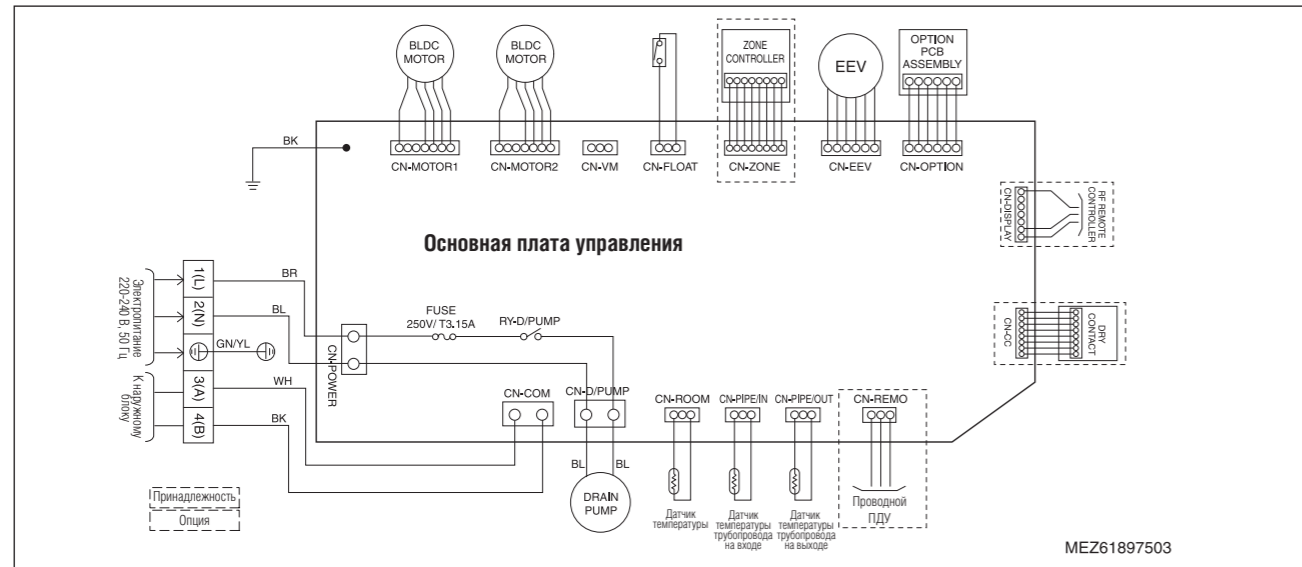 BLDC
MOTOR
BLDC
MOTOR
ZONE
CONTROLLER
EEV
OPTION
PCB
ASSEMBLY
BK
CN-MOTOR1
CN-MOTOR2
CN-VM
CN-FLOAT
CN-ZONE
CN-EEV
CN-OPTION
CN-DISPLAY
RF REMOTE
CONTROLLER
Основная плата управления
Электропитание
220-240 В, 50 Гц
1(L)
2(N)
3(A)
4(B)
BR
BL
GN/YL
WH
BK
К наружному
блоку
CN-POWER
FUSE
250V/ T3.15A
RY-D/PUMP
CN-CC
DRY
CONTACT
CN-COM
CN-D/PUMP
CN-ROOM
CN-PIPE/IN
CN-PIPE/OUT
CN-REMO
BL
BL
DRAIN
PUMP
Датчик
температуры
Датчик
температуры
трубопровода
на входе
Датчик
температуры
трубопровода
на выходе
Проводной
ПДУ
Принадлежность
Опция
MEZ61897503